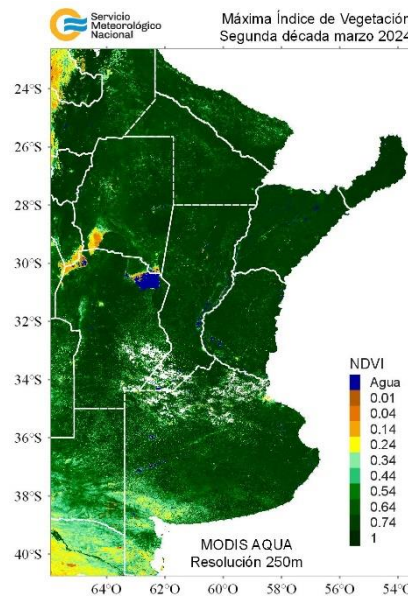 Servicio
Meteorológico
Nacional
Máxima Índice de Vegetación
Segunda década marzo 2024
24°S
26°S
28°S
30°S
32°S
34°S
36°S
38°S
40°S
NDVI
Agua
0.01
0.04
0.14
0.24
0.34
0.44
0.54
0.64
0.74
1
MODIS AQUA
Resolución 250m
64°O 62°O 60°O 58°O 56°O 54°O